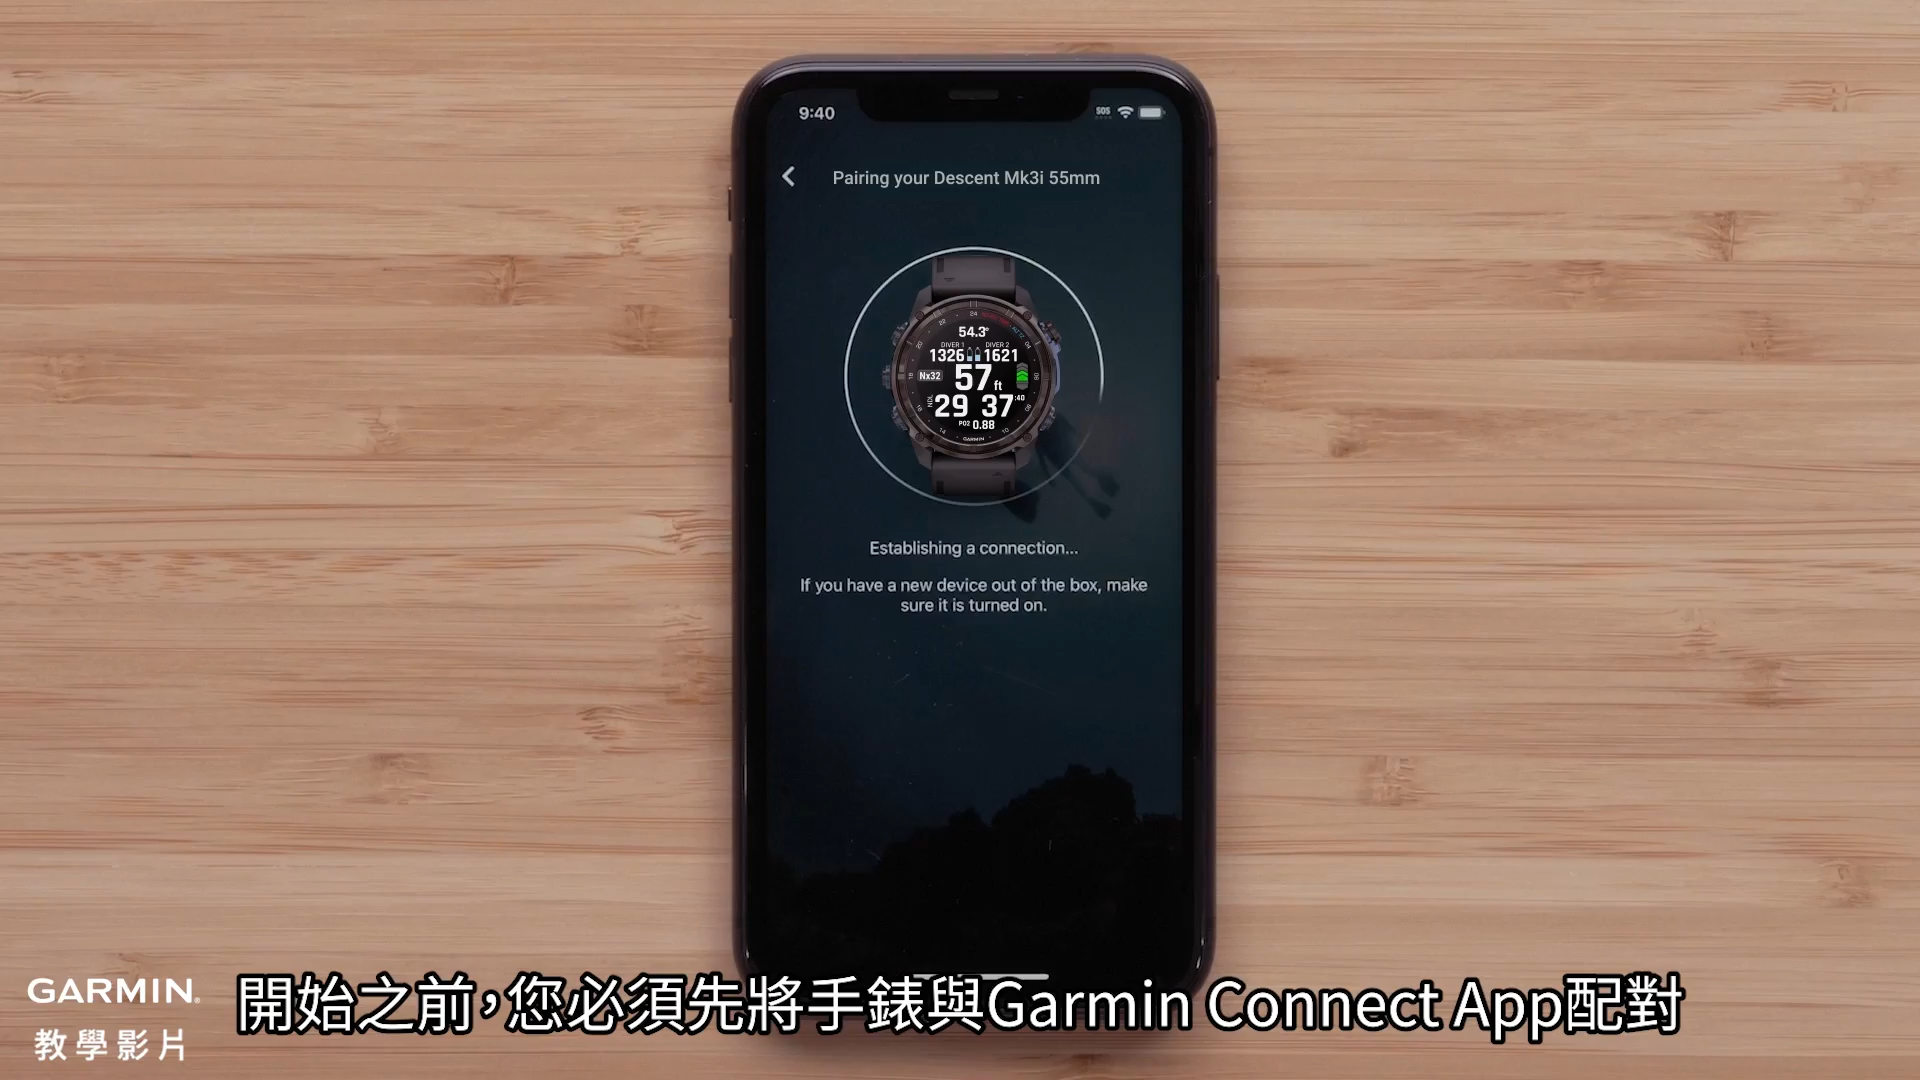 9:40
SOS
Pairing your Descent Mk3i 55mm
24
22
54.3°
DIVER 1 DIVER 2
1326 1621
Nx32
57 ft
NDL 29 37:40
PO2 0.88
GARMIN
Establishing a connection...
If you have a new device out of the box, make
sure it is turned on.
GARMIN.
教學影片
開始之前,您必須先將手錶與Garmin Connect App配對